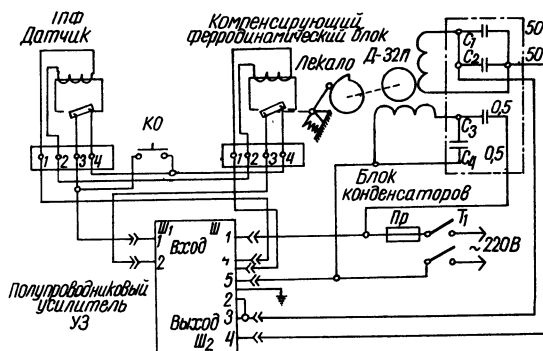 1ПФ
Датчик
Компенсирующий
ферродинамический блок
Лекало
Д-32П
C1
C2
50
50
0,5
C3
C4
0,5
КО
1 2 3 4
1 2 3 4
Блок
конденсаторов
Пр
T1
~220В
Ш1
Ш
1
Вход
1
2
4
5
2
3
Выход
Ш2
4
Полупроводниковый
усилитель
УЗ